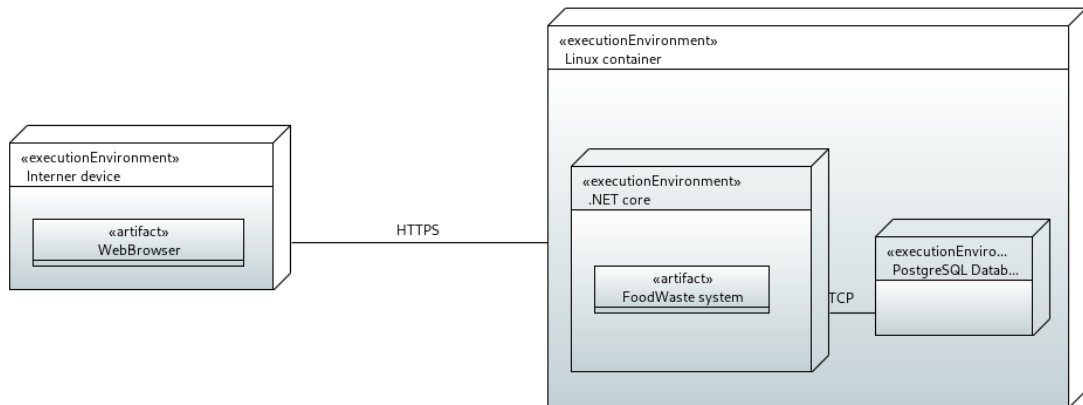 «executionEnvironment»
Linux container
«executionEnvironment»
Interner device
«artifact»
WebBrowser
HTTPS
«executionEnvironment»
.NET core
«artifact»
FoodWaste system
TCP
«executionEnviro...
PostgreSQL Datab...